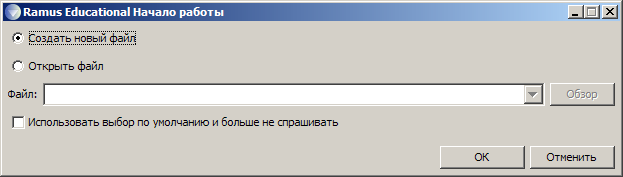 Ramus Educational Начало работы
Создать новый файл
Открыть файл
Файл: Обзор
Использовать выбор по умолчанию и больше не спрашивать
OK Отменить